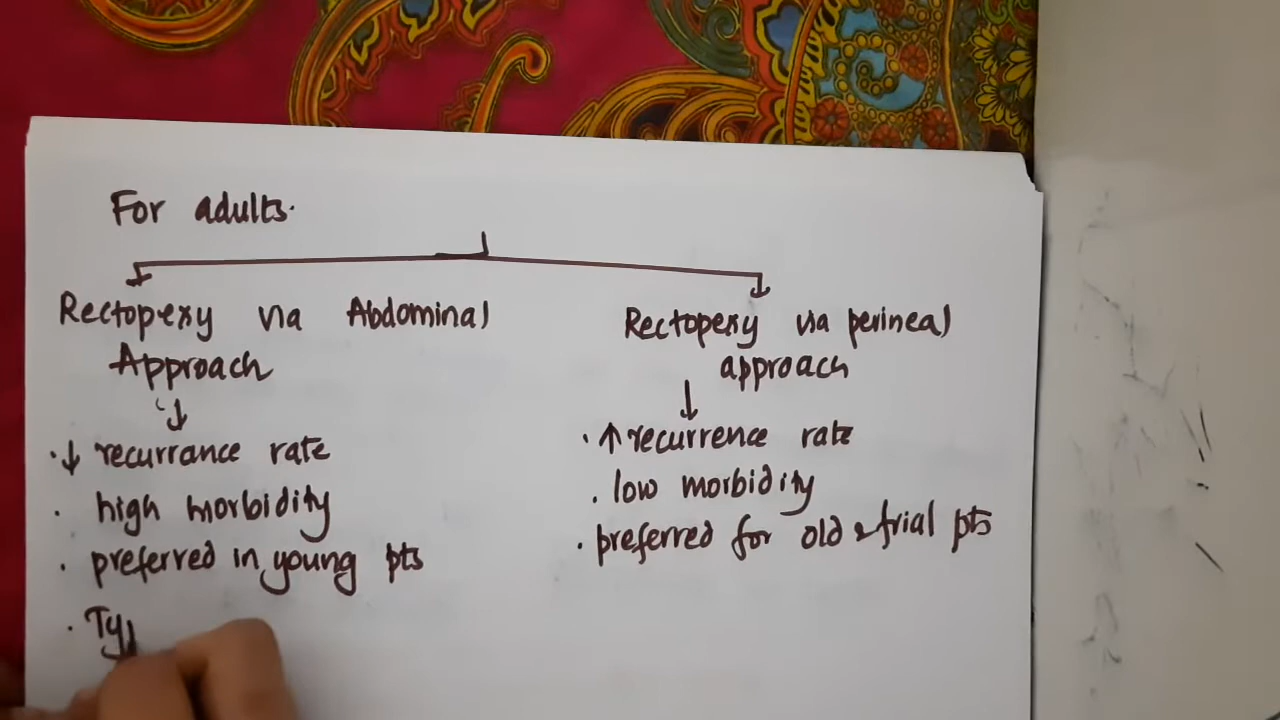 For adults.
Rectopexy via Abdominal
Approach
↓
· ↓ recurrance rate
· high morbidity
· preferred in young pts
· Typ
Rectopexy via perineal
approach
↓
· ↑ recurrence rate
· low morbidity
· preferred for old & frial pts